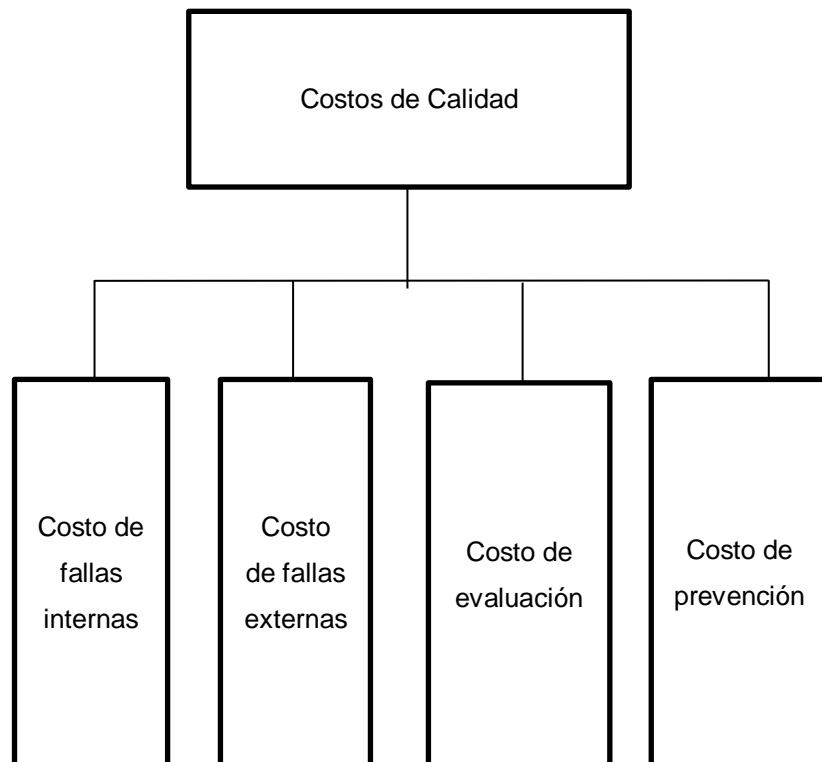 Costos de Calidad
Costo de
fallas
internas
Costo
de fallas
externas
Costo de
evaluación
Costo de
prevención